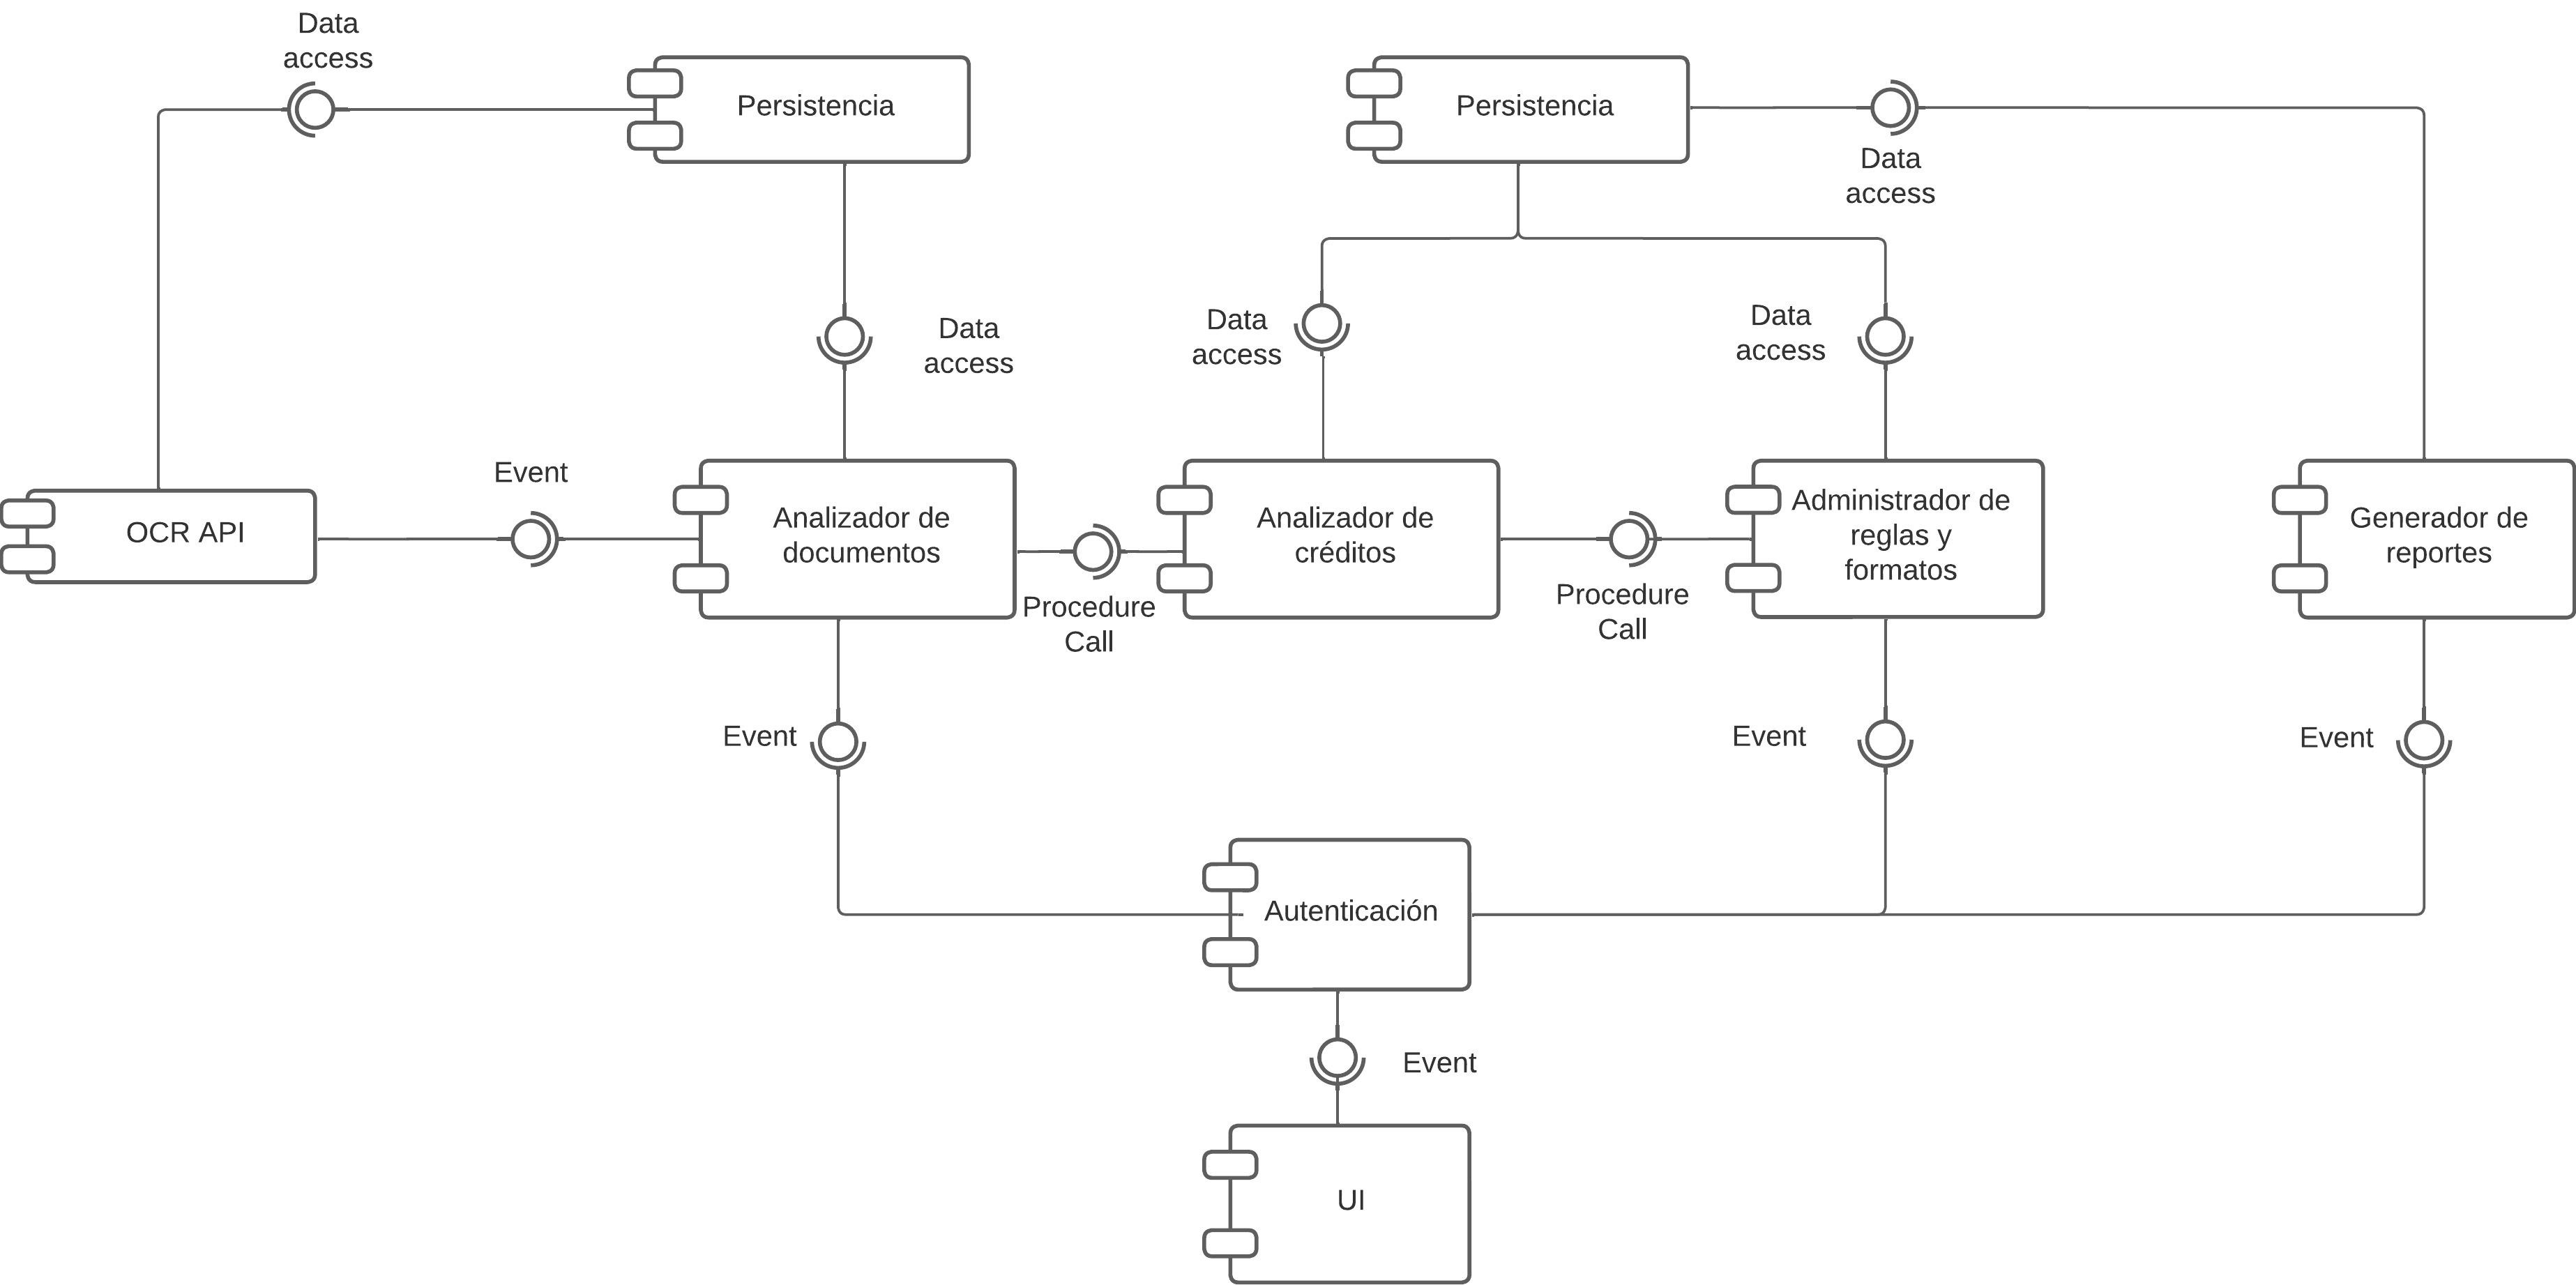 Data
access
Persistencia
Persistencia
Data
access
Data
access
Data
access
Data
access
Event
OCR API
Analizador de
documentos
Procedure
Call
Analizador de
créditos
Procedure
Call
Administrador de
reglas y
formatos
Generador de
reportes
Event
Event
Event
Autenticación
Event
UI